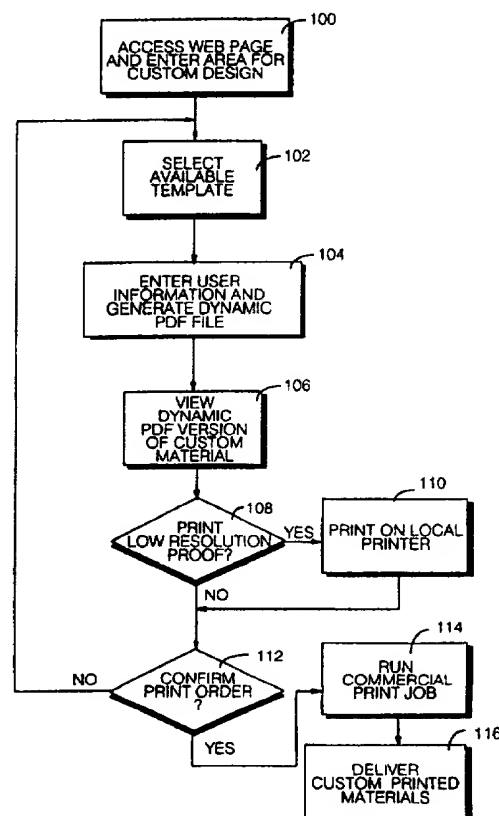 100
ACCESS WEB PAGE
AND ENTER AREA FOR
CUSTOM DESIGN
102
SELECT
AVAILABLE
TEMPLATE
104
ENTER USER
INFORMATION AND
GENERATE DYNAMIC
PDF FILE
106
VIEW
DYNAMIC
PDF VERSION
OF CUSTOM
MATERIAL
108
PRINT
LOW RESOLUTION
PROOF?
YES
110
PRINT ON LOCAL
PRINTER
NO
112
CONFIRM
PRINT ORDER
?
NO
YES
114
RUN
COMMERCIAL
PRINT JOB
116
DELIVER
CUSTOM PRINTED
MATERIALS